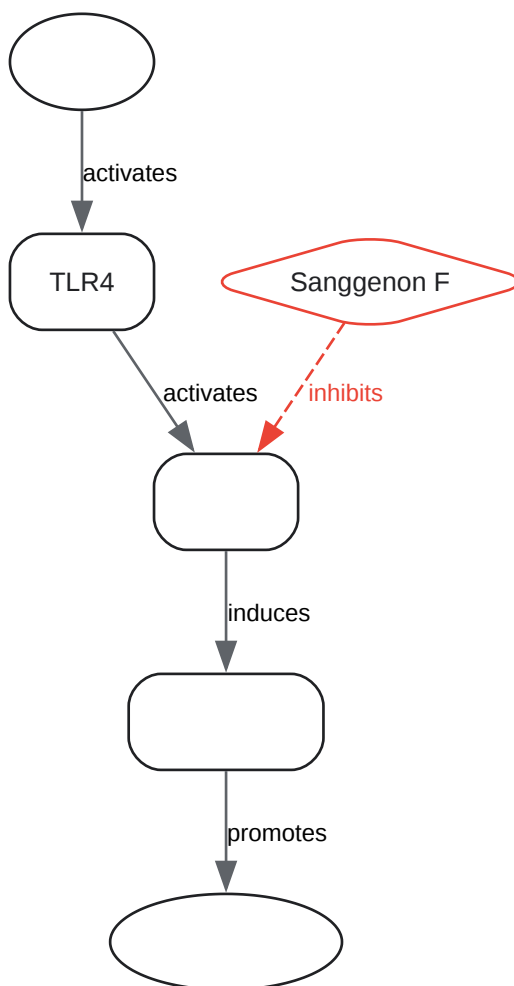 activates
TLR4
Sanggenon F
activates
inhibits
induces
promotes